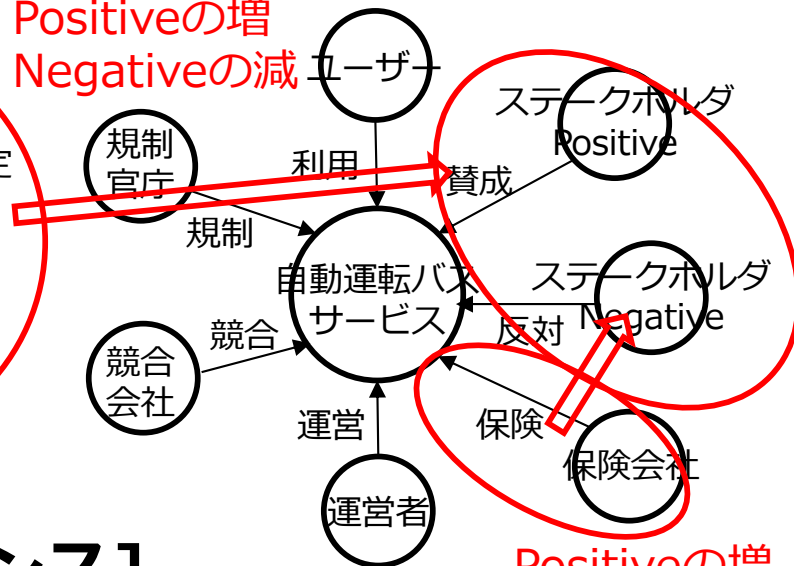 Positiveの増
Negativeの減
ユーザー
ステークホルダ
Positive
定
規制
官庁
利用
賛成
規制
自動運転バス
サービス
ステークホルダ
Negative
反対
競合
競合
会社
運営
保険
保険会社
運営者
Positiveの増